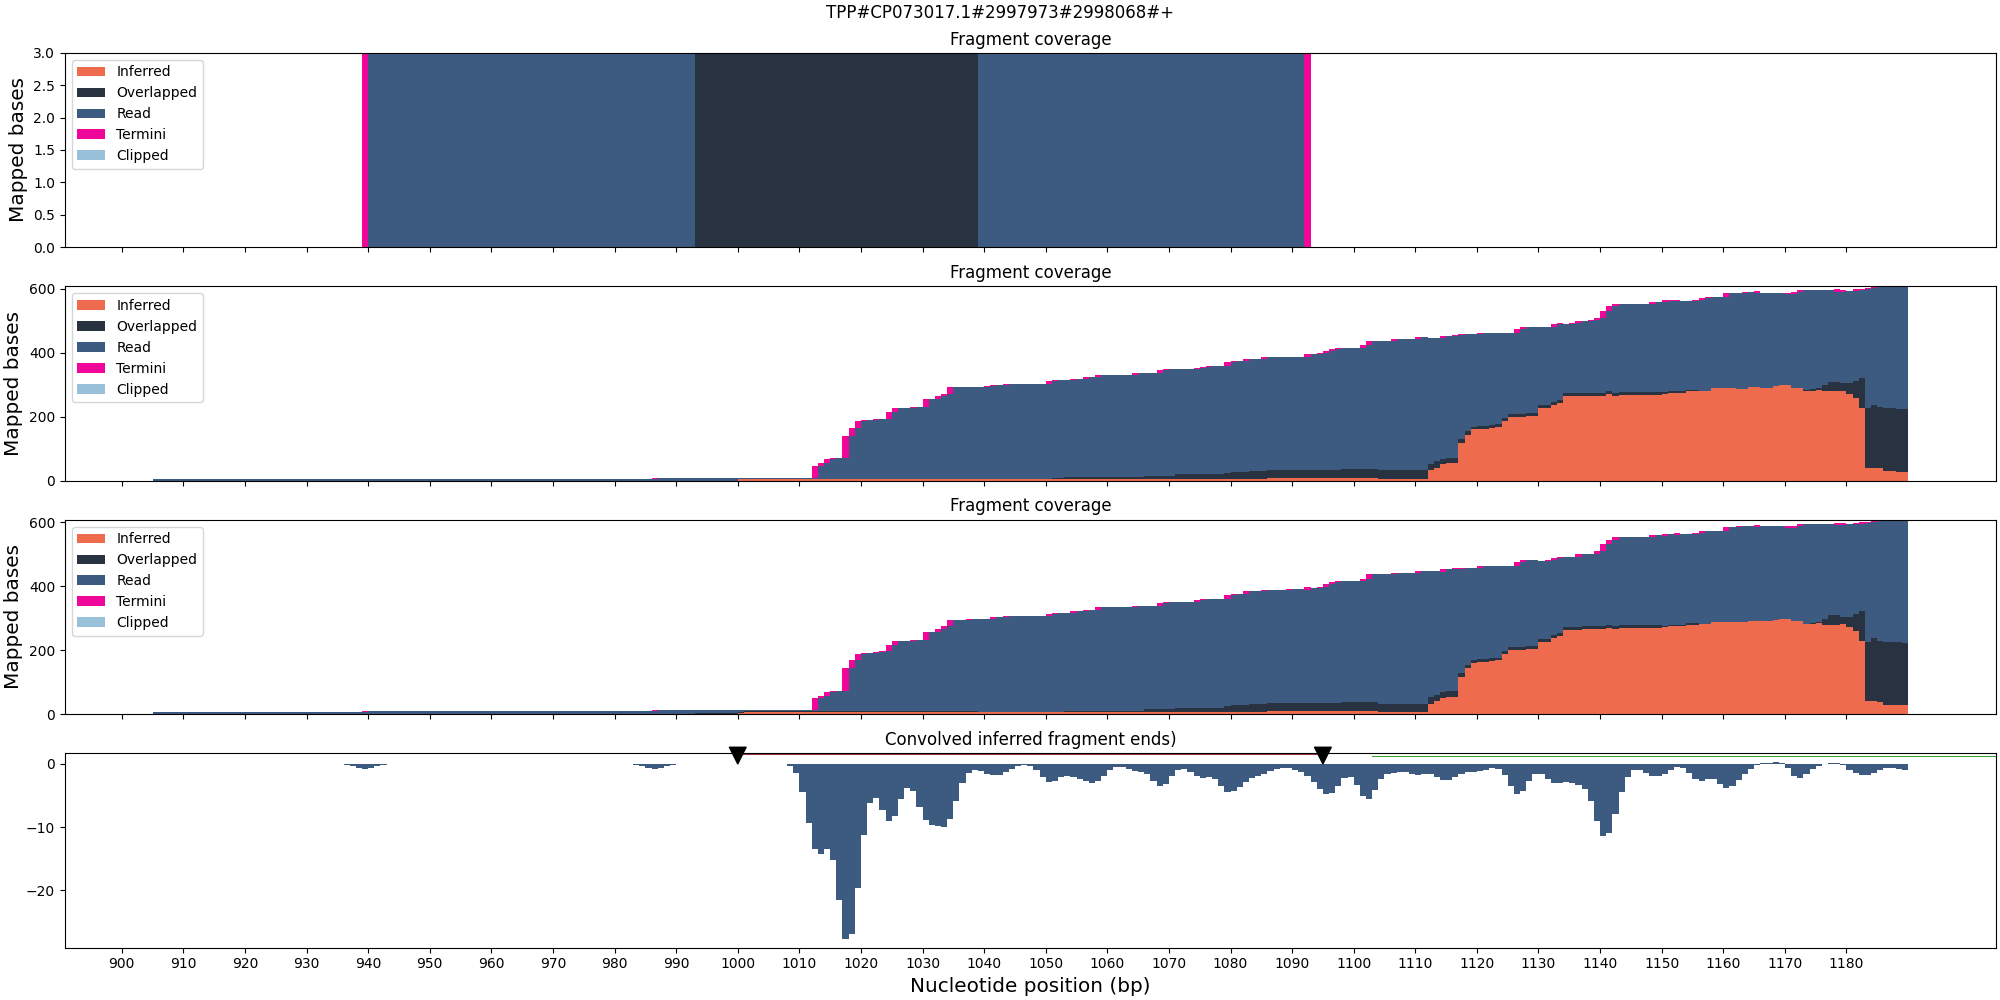 TPP#CP073017.1#2997973#2998068#+
Fragment coverage
Mapped bases
3.0
2.5
2.0
1.5
1.0
0.5
0.0
Inferred
Overlapped
Read
Termini
Clipped
Fragment coverage
Mapped bases
600
400
200
0
Inferred
Overlapped
Read
Termini
Clipped
Fragment coverage
Mapped bases
600
400
200
0
Inferred
Overlapped
Read
Termini
Clipped
Convolved inferred fragment ends)
0
−10
−20
900 910 920 930 940 950 960 970 980 990 1000 1010 1020 1030 1040 1050 1060 1070 1080 1090 1100 1110 1120 1130 1140 1150 1160 1170 1180
Nucleotide position (bp)